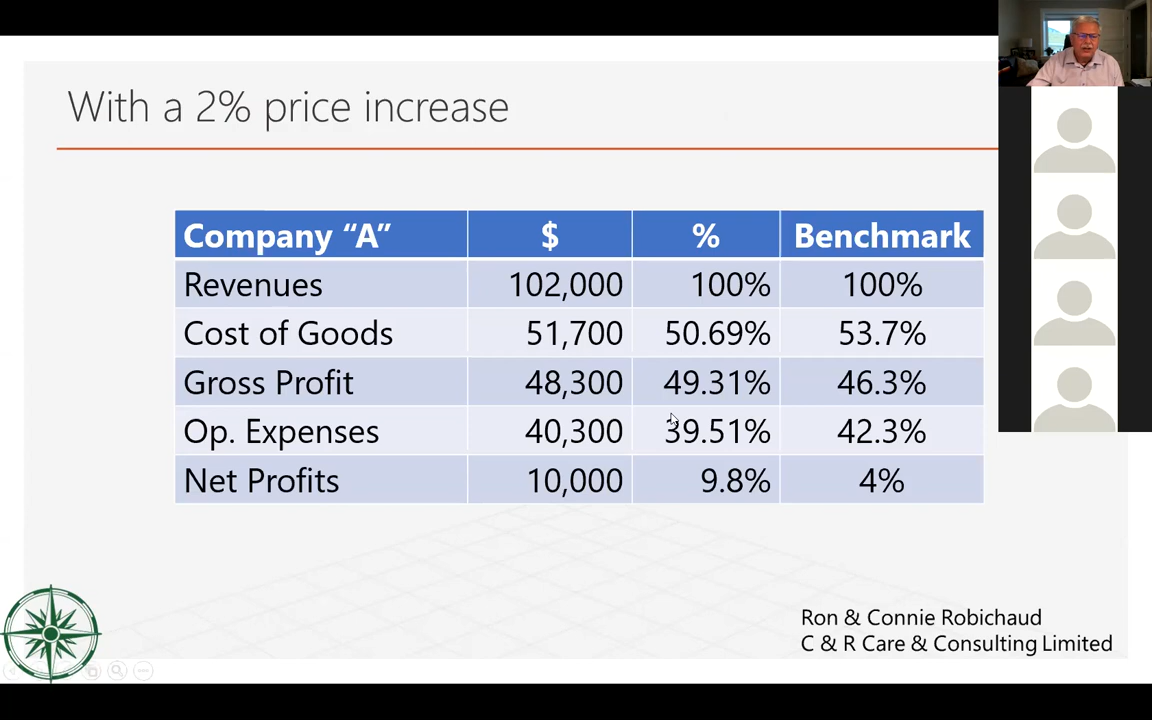 With a 2% price increase
Company “A” $ % Benchmark
Revenues 102,000 100% 100%
Cost of Goods 51,700 50.69% 53.7%
Gross Profit 48,300 49.31% 46.3%
Op. Expenses 40,300 39.51% 42.3%
Net Profits 10,000 9.8% 4%
Ron & Connie Robichaud
C & R Care & Consulting Limited